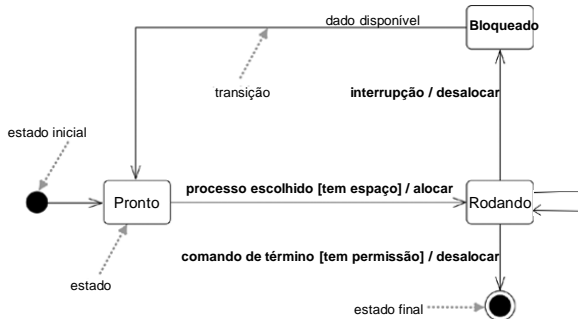 dado disponível
Bloqueado
transição
interrupção / desalocar
estado inicial
processo escolhido [tem espaço] / alocar
Pronto
Rodando
comando de término [tem permissão] / desalocar
estado
estado final